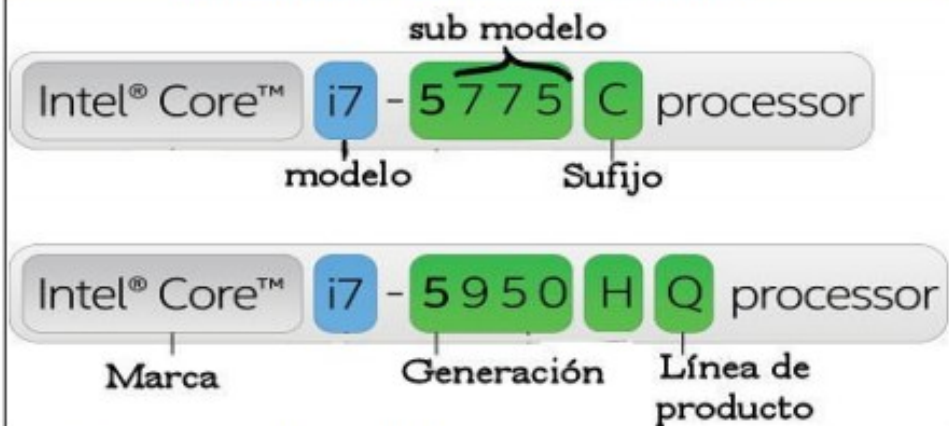 sub modelo
Intel® Core™ i7 - 5775 C processor
modelo Sufijo
Intel® Core™ i7 - 5950 H Q processor
Marca Generación Línea de
producto